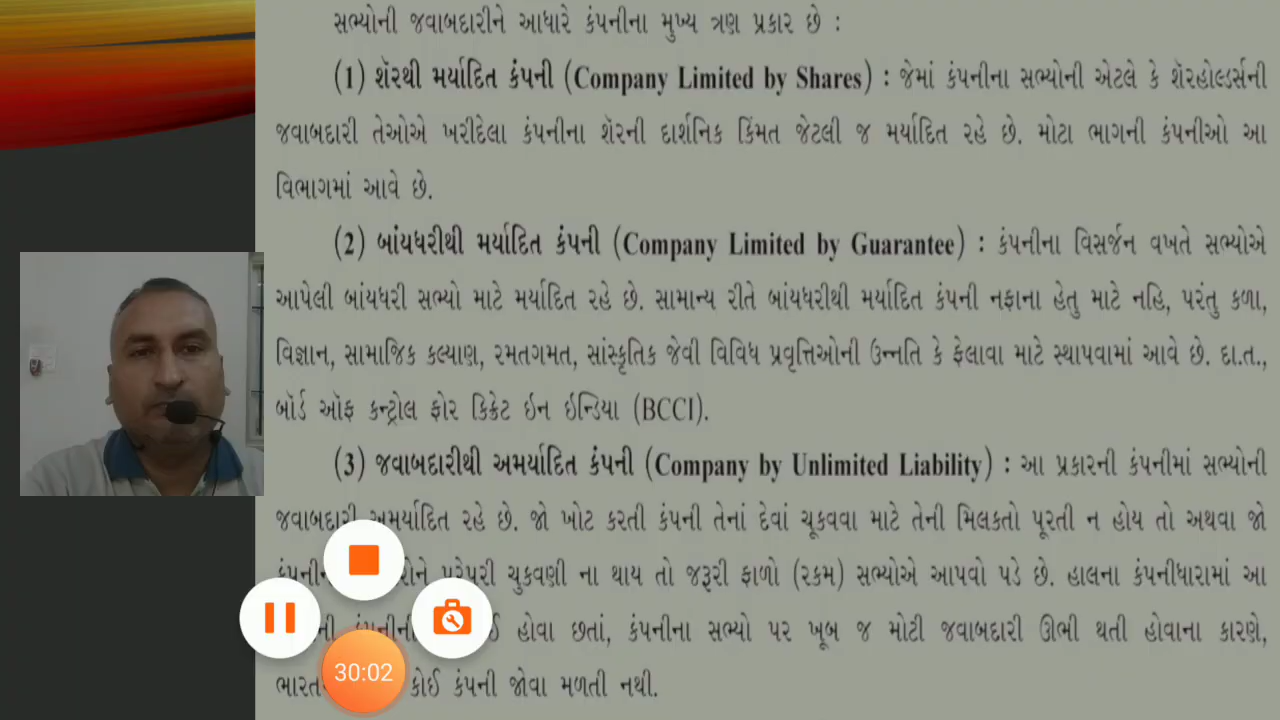 સભ્યોની જવાબદારીને આધારે કંપનીના મુખ્ય ત્રણ પ્રકાર છે :
(1) શૅરથી મર્યાદિત કંપની (Company Limited by Shares) : જેમાં કંપનીના સભ્યોની એટલે કે શૅરહોલ્ડર્સની
જવાબદારી તેઓએ ખરીદેલા કંપનીના શૅરની દાર્શનિક કિંમત જેટલી જ મર્યાદિત રહે છે. મોટા ભાગની કંપનીઓ આ
વિભાગમાં આવે છે.
(2) બાંયધરીથી મર્યાદિત કંપની (Company Limited by Guarantee) : કંપનીના વિસર્જન વખતે સભ્યોએ
આપેલી બાંયધરી સભ્યો માટે મર્યાદિત રહે છે. સામાન્ય રીતે બાંયધરીથી મર્યાદિત કંપની નફાના હેતુ માટે નહિ, પરંતુ કળા,
વિજ્ઞાન, સામાજિક કલ્યાણ, રમતગમત, સાંસ્કૃતિક જેવી વિવિધ પ્રવૃત્તિઓની ઉન્નતિ કે ફેલાવા માટે સ્થાપવામાં આવે છે. દા.ત.,
બૉર્ડ ઑફ કન્ટ્રોલ ફોર ક્રિકેટ ઇન ઇન્ડિયા (BCCI).
(3) જવાબદારીથી અમર્યાદિત કંપની (Company by Unlimited Liability) : આ પ્રકારની કંપનીમાં સભ્યોની
જવાબદારી અમર્યાદિત રહે છે. જો ખોટ કરતી કંપની તેનાં દેવાં ચૂકવવા માટે તેની મિલકતો પૂરતી ન હોય તો અથવા જો
ચુકવણી ના થાય તો જરૂરી ફાળો (રકમ) સભ્યોએ આપવો પડે છે. હાલના કંપનીધારામાં આ
હોવા છતાં, કંપનીના સભ્યો પર ખૂબ જ મોટી જવાબદારી ઊભી થતી હોવાના કારણે,
કોઈ કંપની જોવા મળતી નથી.
30:02